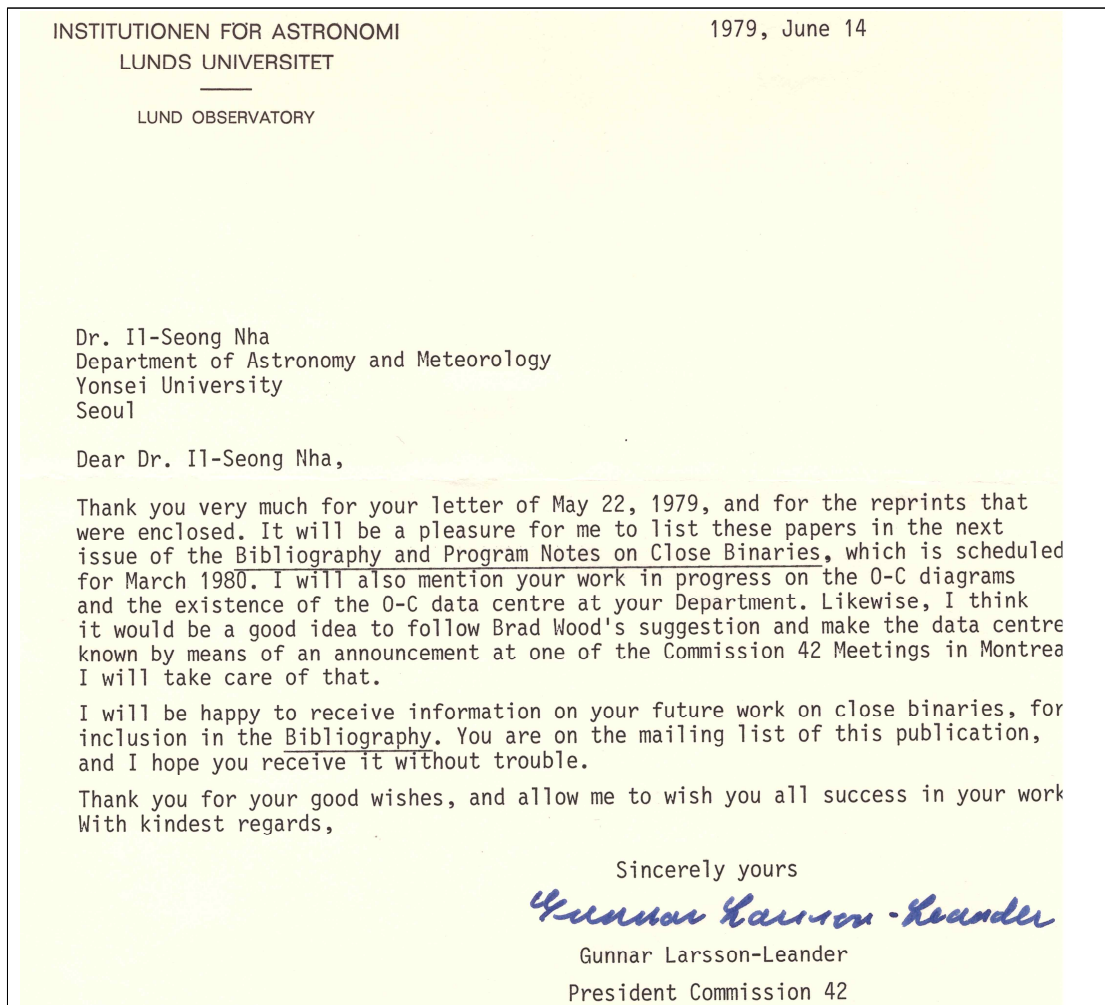 INSTITUTIONEN FÖR ASTRONOMI
LUNDS UNIVERSITET
LUND OBSERVATORY
1979, June 14
Dr. Il-Seong Nha
Department of Astronomy and Meteorology
Yonsei University
Seoul
Dear Dr. Il-Seong Nha,
Thank you very much for your letter of May 22, 1979, and for the reprints that
were enclosed. It will be a pleasure for me to list these papers in the next
issue of the Bibliography and Program Notes on Close Binaries, which is scheduled
for March 1980. I will also mention your work in progress on the O-C diagrams
and the existence of the O-C data centre at your Department. Likewise, I think
it would be a good idea to follow Brad Wood's suggestion and make the data centre
known by means of an announcement at one of the Commission 42 Meetings in Montrea
I will take care of that.
I will be happy to receive information on your future work on close binaries, for
inclusion in the Bibliography. You are on the mailing list of this publication,
and I hope you receive it without trouble.
Thank you for your good wishes, and allow me to wish you all success in your work
With kindest regards,
Sincerely yours
Gunnar Larsson-Leander
Gunnar Larsson-Leander
President Commission 42